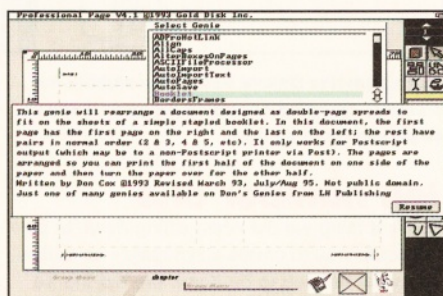 Professional Page V4.1 @1993 Gold Disk Inc.
Select Genie
ADProHotLink
Align
AllCaps
AlterBoxesOnPages
ASCIIFileProcessor
AutoImport
AutoImportText
AutoPages
AutoSave
Booklet
BordersFrames
This genie will rearrange a document designed as double-page spreads to
fit on the sheets of a simple stapled booklet. In this document, the first
page has the first page on the right and the last on the left; the rest have
pairs in normal order (2 & 3, 4 & 5, etc). It only works for Postscript
output (which may be to a non-Postscript printer via Post). The pages are
arranged so you can print the first half of the document on one side of the
paper and then turn the paper over for the other half.
Written by Don Cox @1993 Revised March 93, July/Aug 95. Not public domain.
Just one of many genies available on Don's Genies from LH Publishing
Resume
chapter